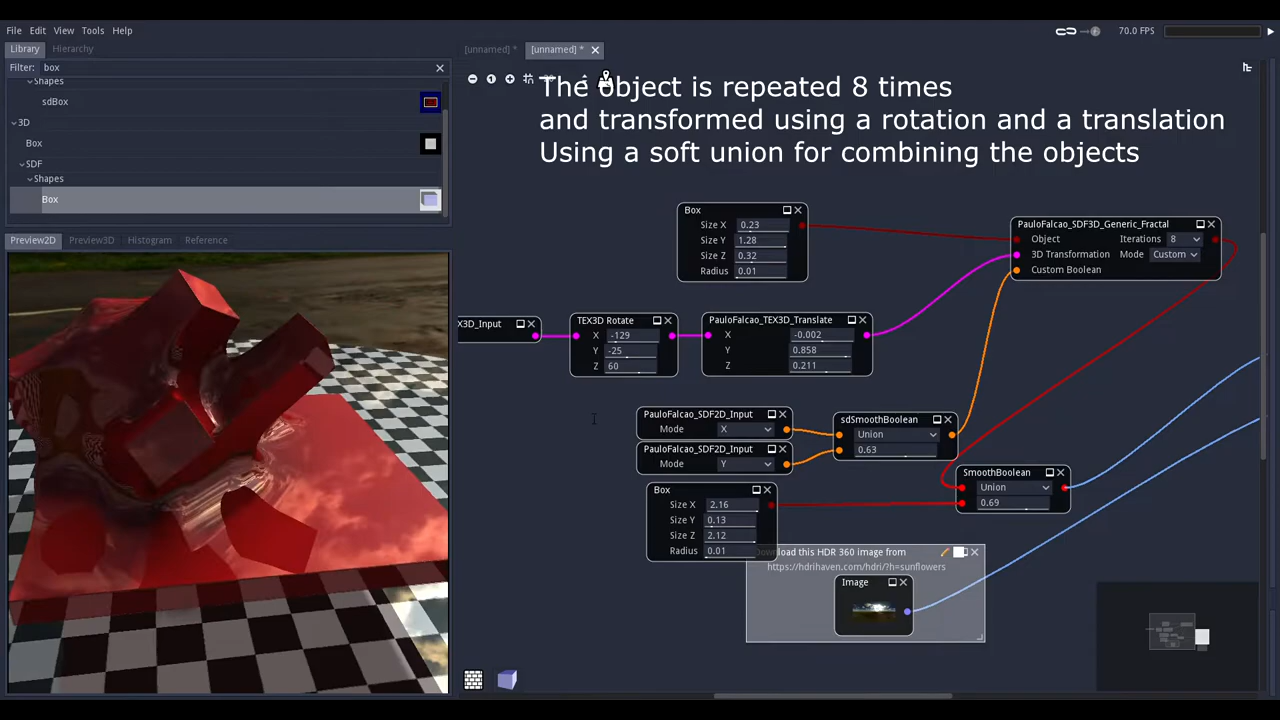 File Edit View Tools Help
70.0 FPS
Library Hierarchy
[unnamed] * [unnamed] *
Filter: box
Shapes
sdBox
3D
Box
SDF
Shapes
Box
Preview2D Preview3D Histogram Reference
The object is repeated 8 times
and transformed using a rotation and a translation
Using a soft union for combining the objects
Box
Size X 0.23
Size Y 1.28
Size Z 0.32
Radius 0.01
PauloFalcao_SDF3D_Generic_Fractal
Object Iterations 8
3D Transformation Mode Custom
Custom Boolean
X3D_Input
TEX3D Rotate
X -129
Y -25
Z 60
PauloFalcao_TEX3D_Translate
X -0.002
Y 0.858
Z 0.211
PauloFalcao_SDF2D_Input
Mode X
PauloFalcao_SDF2D_Input
Mode Y
sdSmoothBoolean
Union
0.63
Box
Size X 2.16
Size Y 0.13
Size Z 2.12
Radius 0.01
SmoothBoolean
Union
0.69
ownload this HDR 360 image from
https://hdrihaven.com/hdri/?h=sunflowers
Image